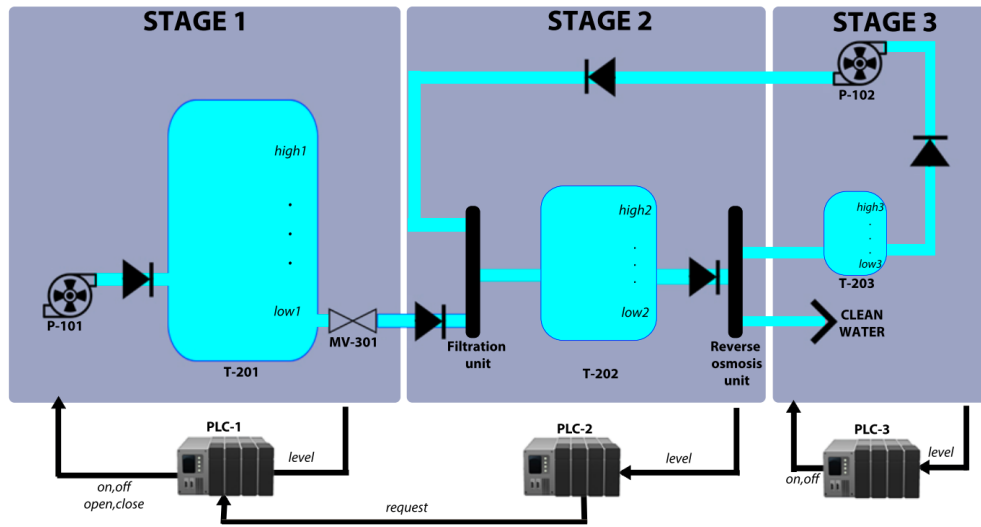 STAGE 1
STAGE 2
STAGE 3
P-102
high1
.
.
.
low1
high2
.
.
.
low2
high3
.
.
.
low3
P-101
MV-301
T-201
Filtration
unit
T-202
Reverse
osmosis
unit
T-203
CLEAN
WATER
PLC-1
level
on,off
open,close
PLC-2
level
request
PLC-3
level
on,off